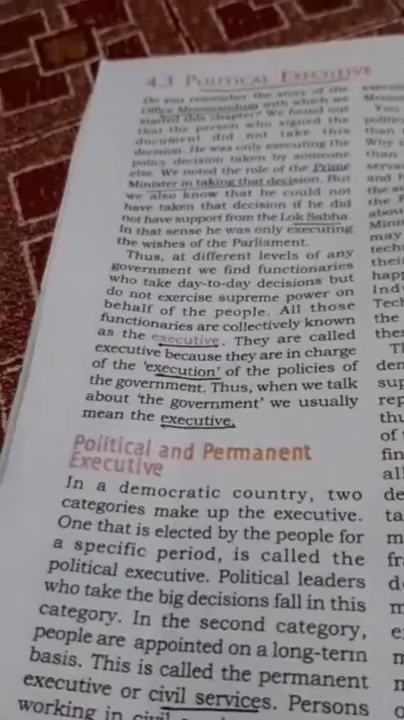 4.3 POLITICAL EXECUTIVE
Do you remember the story of the
Office Memorandum with which we
started this chapter? We found out
that the person who signed the
document did not take this
decision. He was only executing the
policy decision taken by someone
else. We noted the role of the Prime
Minister in taking that decision. But
we also know that he could not
have taken that decision if he did
not have support from the Lok Sabha.
In that sense he was only executing
the wishes of the Parliament.
Thus, at different levels of any
government we find functionaries
who take day-to-day decisions but
do not exercise supreme power on
behalf of the people. All those
functionaries are collectively known
as the executive. They are called
executive because they are in charge
of the ‘execution’ of the policies of
the government. Thus, when we talk
about ‘the government’ we usually
mean the executive.
Political and Permanent
Executive
In a democratic country, two
categories make up the executive.
One that is elected by the people for
a specific period, is called the
political executive. Political leaders
who take the big decisions fall in this
category. In the second category,
people are appointed on a long-term
basis. This is called the permanent
executive or civil services. Persons
working in civil